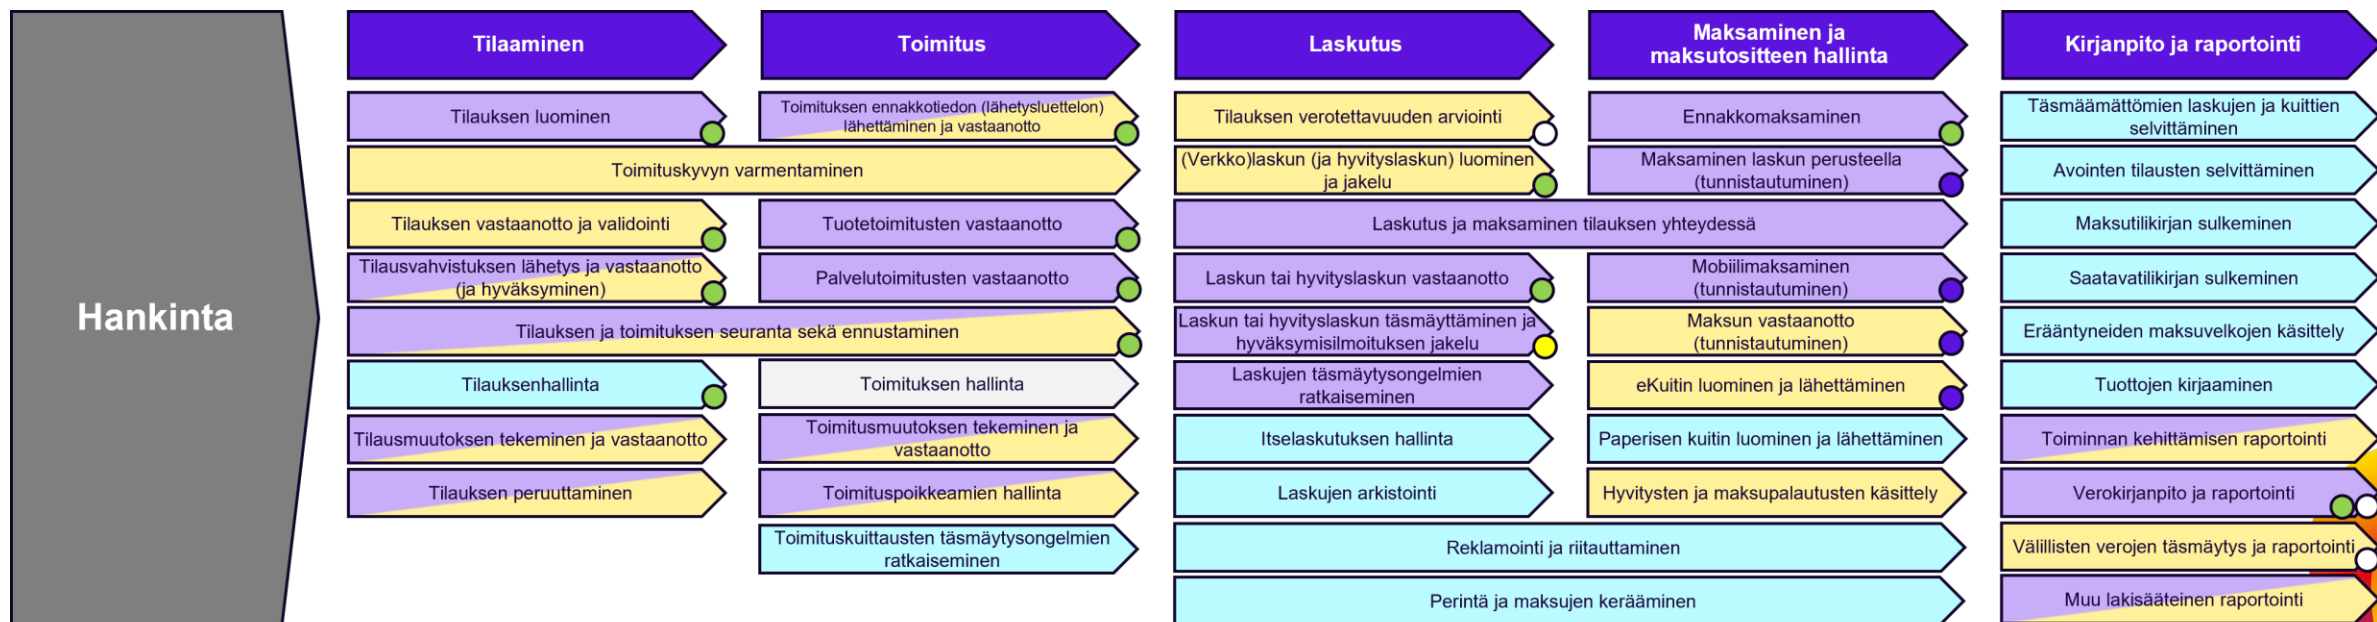 Hankinta
Tilaaminen
Tilauksen luominen
Toimituskyvyn varmentaminen
Tilauksen vastaanotto ja validointi
Tilausvahvistuksen lähetys ja vastaanotto
(ja hyväksyminen)
Tilauksen ja toimituksen seuranta sekä ennustaminen
Tilauksenhallinta
Tilausmuutoksen tekeminen ja vastaanotto
Tilauksen peruuttaminen
Toimitus
Toimituksen ennakkotiedon (lähetysluettelon)
lähettäminen ja vastaanotto
Tuotetoimitusten vastaanotto
Palvelutoimitusten vastaanotto
Toimituksen hallinta
Toimitusmuutoksen tekeminen ja
vastaanotto
Toimituspoikkeamien hallinta
Toimituskuittausten täsmäytysongelmien
ratkaiseminen
Laskutus
Tilauksen verotettavuuden arviointi
(Verkko)laskun (ja hyvityslaskun) luominen
ja jakelu
Laskutus ja maksaminen tilauksen yhteydessä
Laskun tai hyvityslaskun vastaanotto
Laskun tai hyvityslaskun täsmäyttäminen ja
hyväksymisilmoituksen jakelu
Laskujen täsmäytysongelmien
ratkaiseminen
Itselaskutuksen hallinta
Laskujen arkistointi
Reklamointi ja riitauttaminen
Perintä ja maksujen kerääminen
Maksaminen ja
maksutositteen hallinta
Ennakkomaksaminen
Maksaminen laskun perusteella
(tunnistautuminen)
Mobiilimaksaminen
(tunnistautuminen)
Maksun vastaanotto
(tunnistautuminen)
eKuitin luominen ja lähettäminen
Paperisen kuitin luominen ja lähettäminen
Hyvitysten ja maksupalautusten käsittely
Kirjanpito ja raportointi
Täsmäämättömien laskujen ja kuittien
selvittäminen
Avointen tilausten selvittäminen
Maksutilikirjan sulkeminen
Saatavatilikirjan sulkeminen
Erääntyneiden maksuvelkojen käsittely
Tuottojen kirjaaminen
Toiminnan kehittämisen raportointi
Verokirjanpito ja raportointi
Välillisten verojen täsmäytys ja raportointi
Muu lakisääteinen raportointi